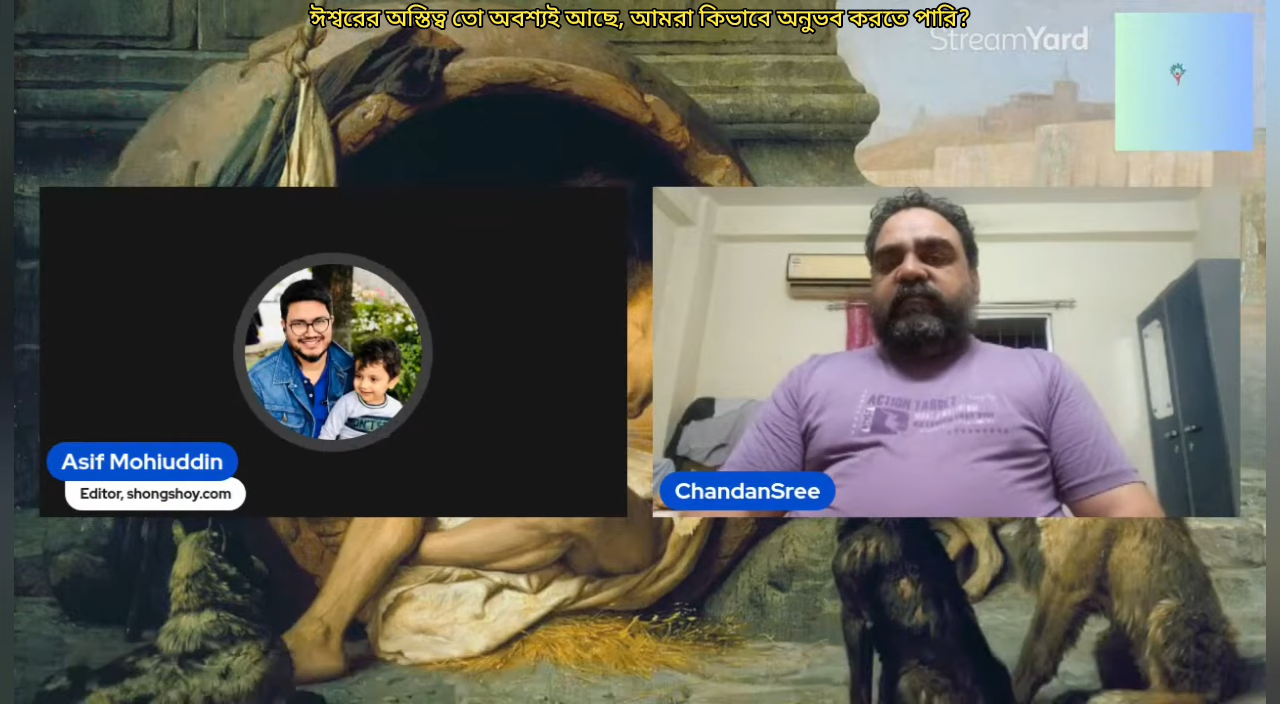 ঈশ্বরের অস্তিত্ব তো অবশ্যই আছে, আমরা কিভাবে অনুভব করতে পারি?
StreamYard
Asif Mohiuddin
Editor, shongshoy.com
ChandanSree
ACTION